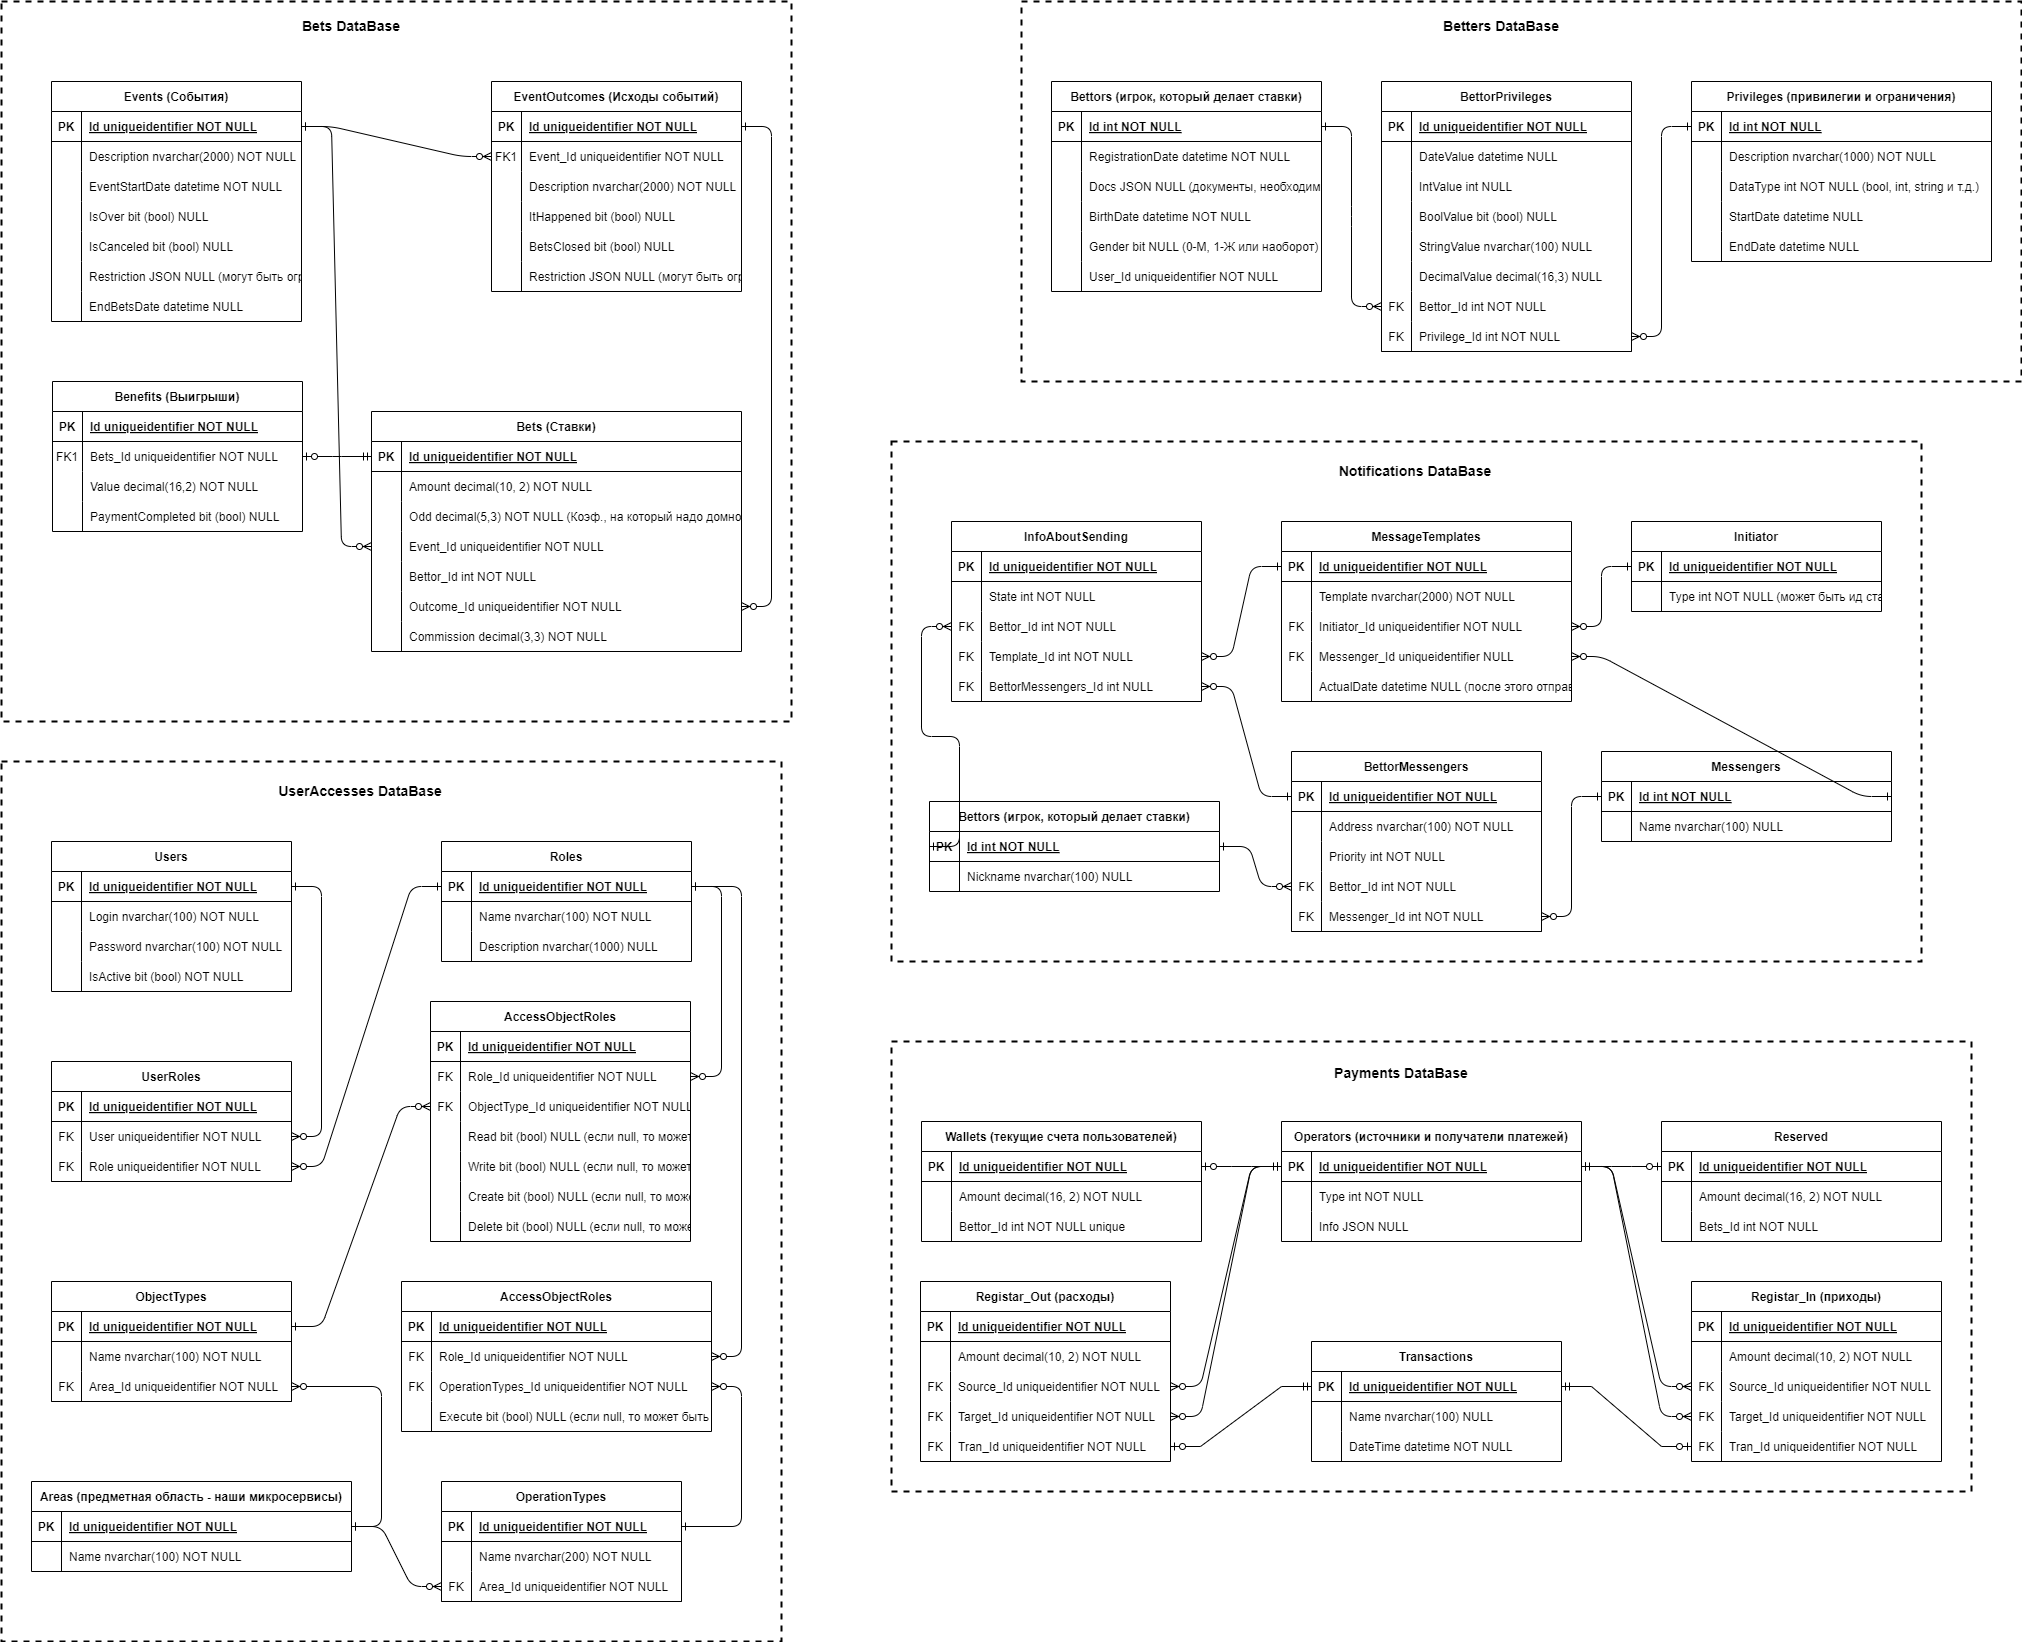 Bets DataBase
Events (События)
PK Id uniqueidentifier NOT NULL
Description nvarchar(2000) NOT NULL
EventStartDate datetime NOT NULL
IsOver bit (bool) NULL
IsCanceled bit (bool) NULL
Restriction JSON NULL (могут быть
EndBetsDate datetime NULL
EventOutcomes (Исходы событий)
PK Id uniqueidentifier NOT NULL
FK1 Event_Id uniqueidentifier NOT NULL
Description nvarchar(2000) NOT NULL
ItHappened bit (bool) NULL
BetsClosed bit (bool) NULL
Restriction JSON NULL (могут быть
Benefits (Выигрыши)
PK Id uniqueidentifier NOT NULL
FK1 Bets_Id uniqueidentifier NOT NULL
Value decimal(16,2) NOT NULL
PaymentCompleted bit (bool) NULL
Bets (Ставки)
PK Id uniqueidentifier NOT NULL
Amount decimal(10, 2) NOT NULL
Odd decimal(5,3) NOT NULL (Коэф., на который надо домно
Event_Id uniqueidentifier NOT NULL
Bettor_Id int NOT NULL
Outcome_Id uniqueidentifier NOT NULL
Commission decimal(3,3) NOT NULL
Betters DataBase
Bettors (игрок, который делает ставки)
PK Id int NOT NULL
RegistrationDate datetime NOT NULL
Docs JSON NULL (документы, необходим
BirthDate datetime NOT NULL
Gender bit NULL (0-М, 1-Ж или наоборот)
User_Id uniqueidentifier NOT NULL
BettorPrivileges
PK Id uniqueidentifier NOT NULL
DateValue datetime NULL
IntValue int NULL
BoolValue bit (bool) NULL
StringValue nvarchar(100) NULL
DecimalValue decimal(16,3) NULL
FK Bettor_Id int NOT NULL
FK Privilege_Id int NOT NULL
Privileges (привилегии и ограничения)
PK Id int NOT NULL
Description nvarchar(1000) NOT NULL
DataType int NOT NULL (bool, int, string и т.д.)
StartDate datetime NULL
EndDate datetime NULL
Notifications DataBase
InfoAboutSending
PK Id uniqueidentifier NOT NULL
State int NOT NULL
FK Bettor_Id int NOT NULL
FK Template_Id int NOT NULL
FK BettorMessengers_Id int NULL
MessageTemplates
PK Id uniqueidentifier NOT NULL
Template nvarchar(2000) NOT NULL
FK Initiator_Id uniqueidentifier NOT NULL
FK Messenger_Id uniqueidentifier NULL
ActualDate datetime NULL (после этого отправ
Initiator
PK Id uniqueidentifier NOT NULL
Type int NOT NULL (может быть ид ста
Bettors (игрок, который делает ставки)
PK Id int NOT NULL
Nickname nvarchar(100) NULL
BettorMessengers
PK Id uniqueidentifier NOT NULL
Address nvarchar(100) NOT NULL
Priority int NOT NULL
FK Bettor_Id int NOT NULL
FK Messenger_Id int NOT NULL
Messengers
PK Id int NOT NULL
Name nvarchar(100) NULL
UserAccesses DataBase
Users
PK Id uniqueidentifier NOT NULL
Login nvarchar(100) NOT NULL
Password nvarchar(100) NOT NULL
IsActive bit (bool) NOT NULL
Roles
PK Id uniqueidentifier NOT NULL
Name nvarchar(100) NOT NULL
Description nvarchar(1000) NULL
UserRoles
PK Id uniqueidentifier NOT NULL
FK User uniqueidentifier NOT NULL
FK Role uniqueidentifier NOT NULL
AccessObjectRoles
PK Id uniqueidentifier NOT NULL
FK Role_Id uniqueidentifier NOT NULL
FK ObjectType_Id uniqueidentifier NOT NULL
Read bit (bool) NULL (если null, то может
Write bit (bool) NULL (если null, то может
Create bit (bool) NULL (если null, то може
Delete bit (bool) NULL (если null, то може
ObjectTypes
PK Id uniqueidentifier NOT NULL
Name nvarchar(100) NOT NULL
FK Area_Id uniqueidentifier NOT NULL
AccessObjectRoles
PK Id uniqueidentifier NOT NULL
FK Role_Id uniqueidentifier NOT NULL
FK OperationTypes_Id uniqueidentifier NOT NULL
Execute bit (bool) NULL (если null, то может быть
Areas (предметная область - наши микросервисы)
PK Id uniqueidentifier NOT NULL
Name nvarchar(100) NOT NULL
OperationTypes
PK Id uniqueidentifier NOT NULL
Name nvarchar(200) NOT NULL
FK Area_Id uniqueidentifier NOT NULL
Payments DataBase
Wallets (текущие счета пользователей)
PK Id uniqueidentifier NOT NULL
Amount decimal(16, 2) NOT NULL
Bettor_Id int NOT NULL unique
Operators (источники и получатели платежей)
PK Id uniqueidentifier NOT NULL
Type int NOT NULL
Info JSON NULL
Reserved
PK Id uniqueidentifier NOT NULL
Amount decimal(16, 2) NOT NULL
Bets_Id int NOT NULL
Registar_Out (расходы)
PK Id uniqueidentifier NOT NULL
Amount decimal(10, 2) NOT NULL
FK Source_Id uniqueidentifier NOT NULL
FK Target_Id uniqueidentifier NOT NULL
FK Tran_Id uniqueidentifier NOT NULL
Transactions
PK Id uniqueidentifier NOT NULL
Name nvarchar(100) NULL
DateTime datetime NOT NULL
Registar_In (приходы)
PK Id uniqueidentifier NOT NULL
Amount decimal(10, 2) NOT NULL
FK Source_Id uniqueidentifier NOT NULL
FK Target_Id uniqueidentifier NOT NULL
FK Tran_Id uniqueidentifier NOT NULL